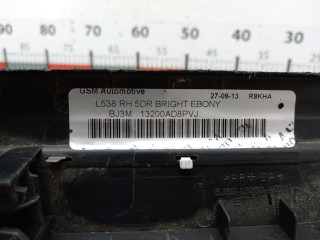 90 80 70 60 50 40 30
GSM Automotive 27-09-13 R8KHA
L538 RH 5DR BRIGHT EBONY
BJ3M 13200AD8PVJ